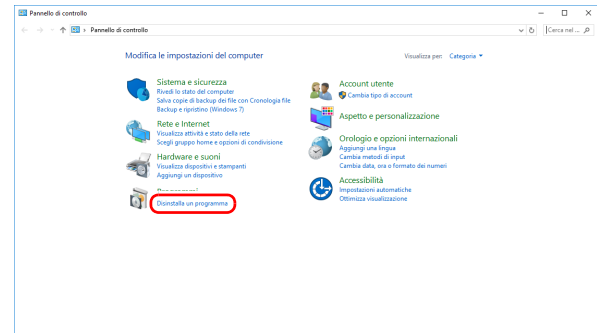 Pannello di controllo
Pannello di controllo
Cerca nel ...
Modifica le impostazioni del computer
Visualizza per: Categoria
Sistema e sicurezza
Rivedi lo stato del computer
Salva copie di backup dei file con Cronologia file
Backup e ripristino (Windows 7)
Rete e Internet
Visualizza attività e stato della rete
Scegli gruppo home e opzioni di condivisione
Hardware e suoni
Visualizza dispositivi e stampanti
Aggiungi un dispositivo
Programmi
Disinstalla un programma
Account utente
Cambia tipo di account
Aspetto e personalizzazione
Orologio e opzioni internazionali
Aggiungi una lingua
Cambia metodi di input
Cambia data, ora o formato dei numeri
Accessibilità
Impostazioni automatiche
Ottimizza visualizzazione